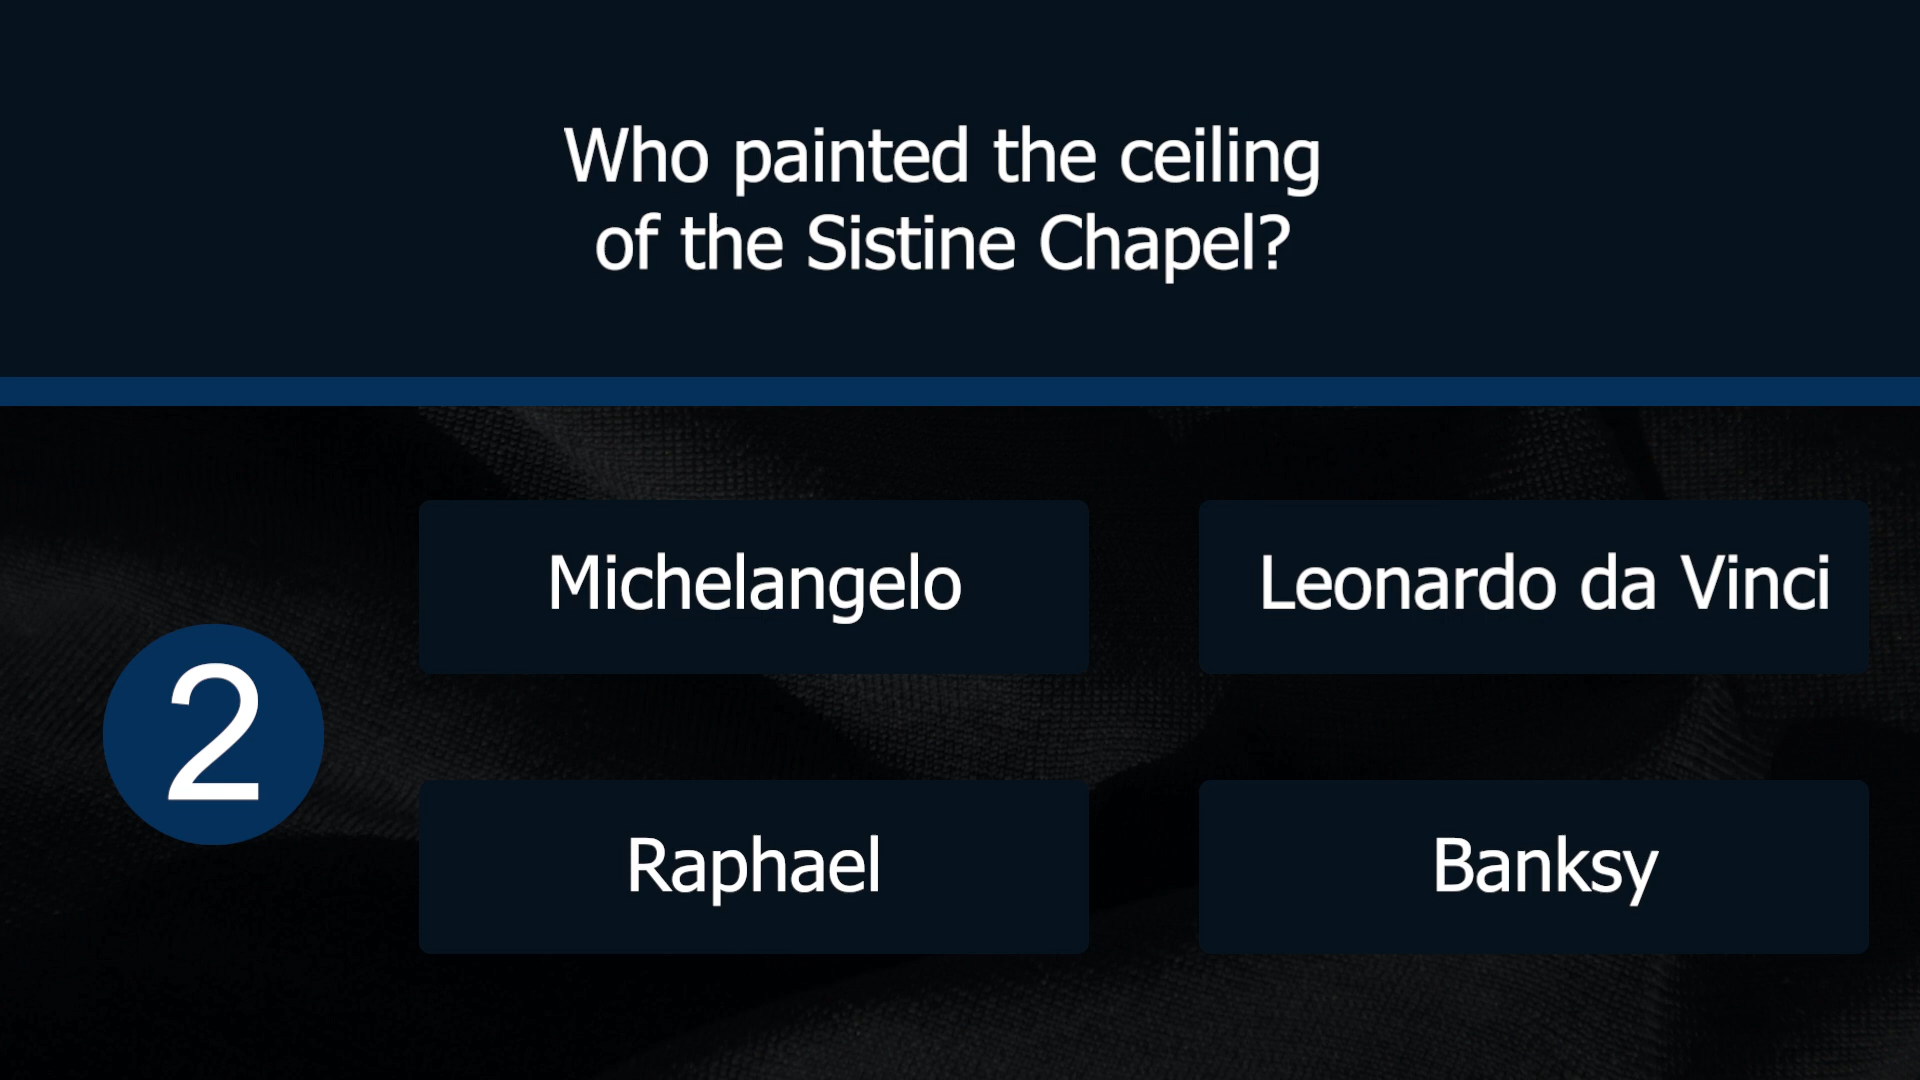 Who painted the ceiling
of the Sistine Chapel?
Michelangelo
Leonardo da Vinci
2
Raphael
Banksy